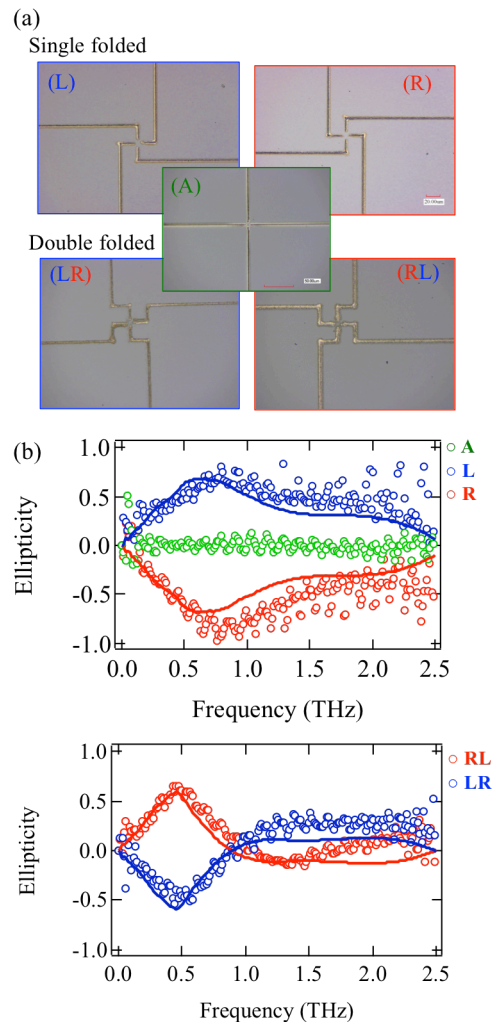 (a)
Single folded
(L)
(R)
20.00um
(A)
Double folded
(LR)
(RL)
(b)
1.0
0.5
0.0
-0.5
-1.0
Ellipticity
A
L
R
0.0 0.5 1.0 1.5 2.0 2.5
Frequency (THz)
1.0
0.5
0.0
-0.5
-1.0
Ellipticity
RL
LR
0.0 0.5 1.0 1.5 2.0 2.5
Frequency (THz)